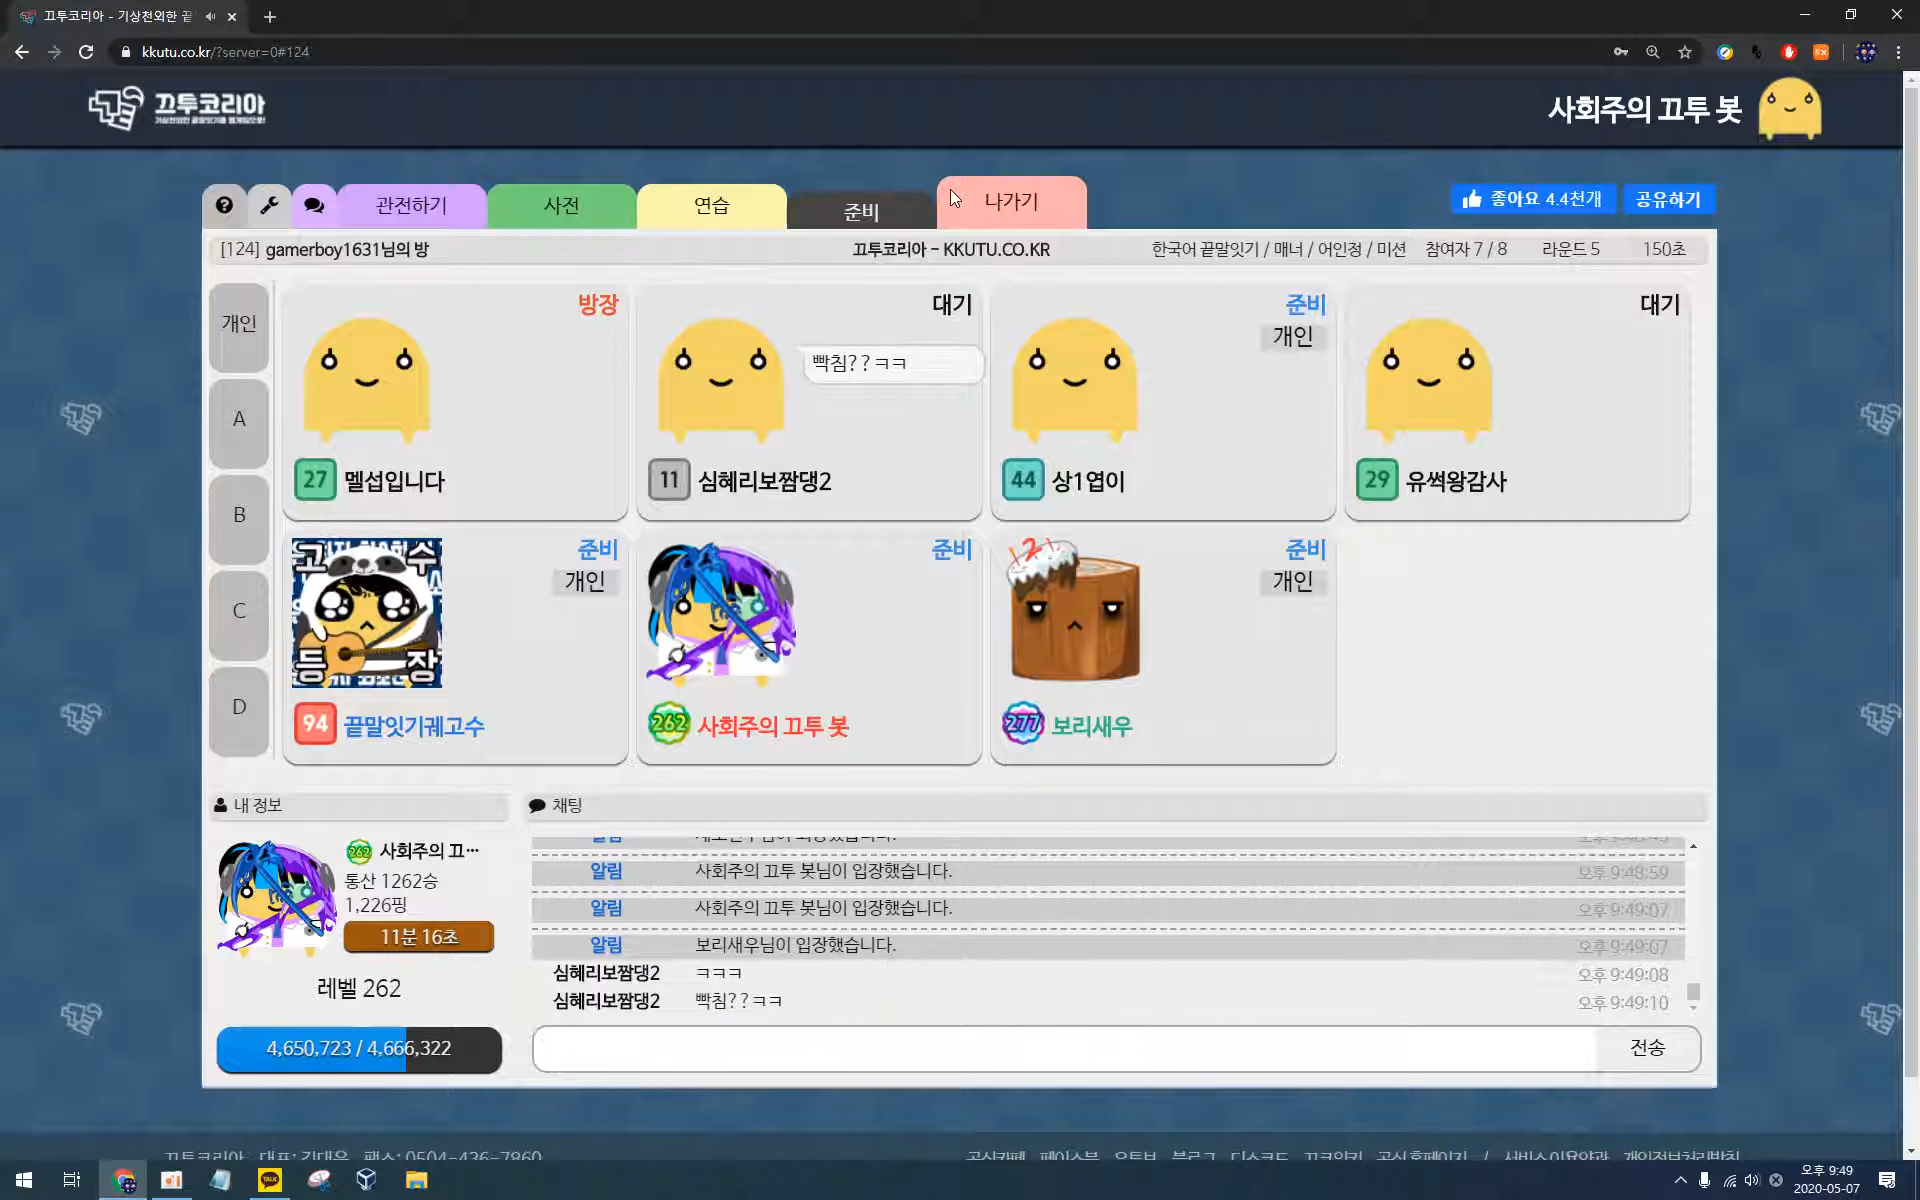 끄투코리아 - 기상천외한 끝
kkutu.co.kr/?server=0#124
끄투코리아
사회주의 끄투 봇
관전하기
사전
연습
준비
나가기
좋아요 4.4천개
공유하기
[124] gamerboy1631님의 방
끄투코리아 - KKUTU.CO.KR
한국어 끝말잇기 / 매너 / 어인정 / 미션
참여자 7 / 8
라운드 5
150초
개인
A
B
C
D
방장
27 멜섭입니다
대기
빡침??ㅋㅋ
11 심혜리보짬댕2
준비
개인
44 상1엽이
대기
29 유썩왕감사
준비
개인
고수
등장
94 끝말잇기궤고수
준비
262 사회주의 끄투 봇
준비
개인
2
277 보리새우
내 정보
262 사회주의 끄…
통산 1262승
1,226핑
11분 16초
레벨 262
4,650,723 / 4,666,322
채팅
알림 사회주의 끄투 봇님이 입장했습니다. 오후 9:48:59
알림 사회주의 끄투 봇님이 입장했습니다. 오후 9:49:07
알림 보리새우님이 입장했습니다. 오후 9:49:07
심혜리보짬댕2 ㅋㅋㅋ 오후 9:49:08
심혜리보짬댕2 빡침??ㅋㅋ 오후 9:49:10
전송
TALK
오후 9:49
2020-05-07